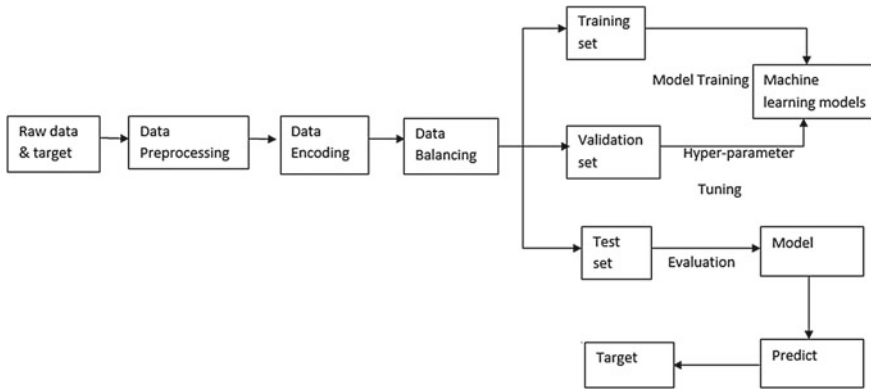 Raw data
& target
Data
Preprocessing
Data
Encoding
Data
Balancing
Training
set
Model Training
Machine
learning models
Validation
set
Hyper-parameter
Tuning
Test
set
Evaluation
Model
Predict
Target